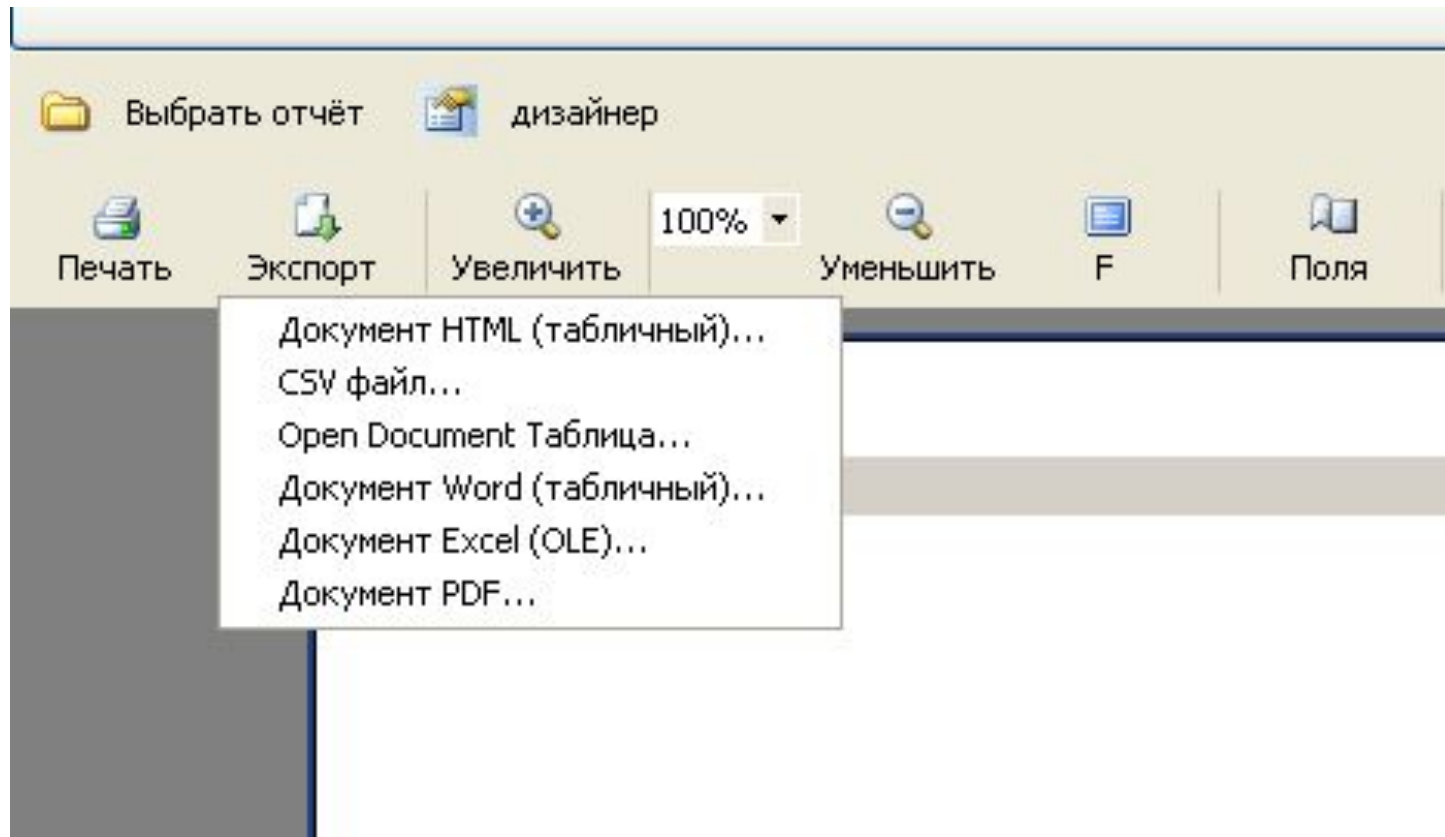 Выбрать отчёт дизайнер
100%
Печать Экспорт Увеличить Уменьшить F Поля
Документ HTML (табличный)...
CSV файл...
Open Document Таблица...
Документ Word (табличный)...
Документ Excel (OLE)...
Документ PDF...